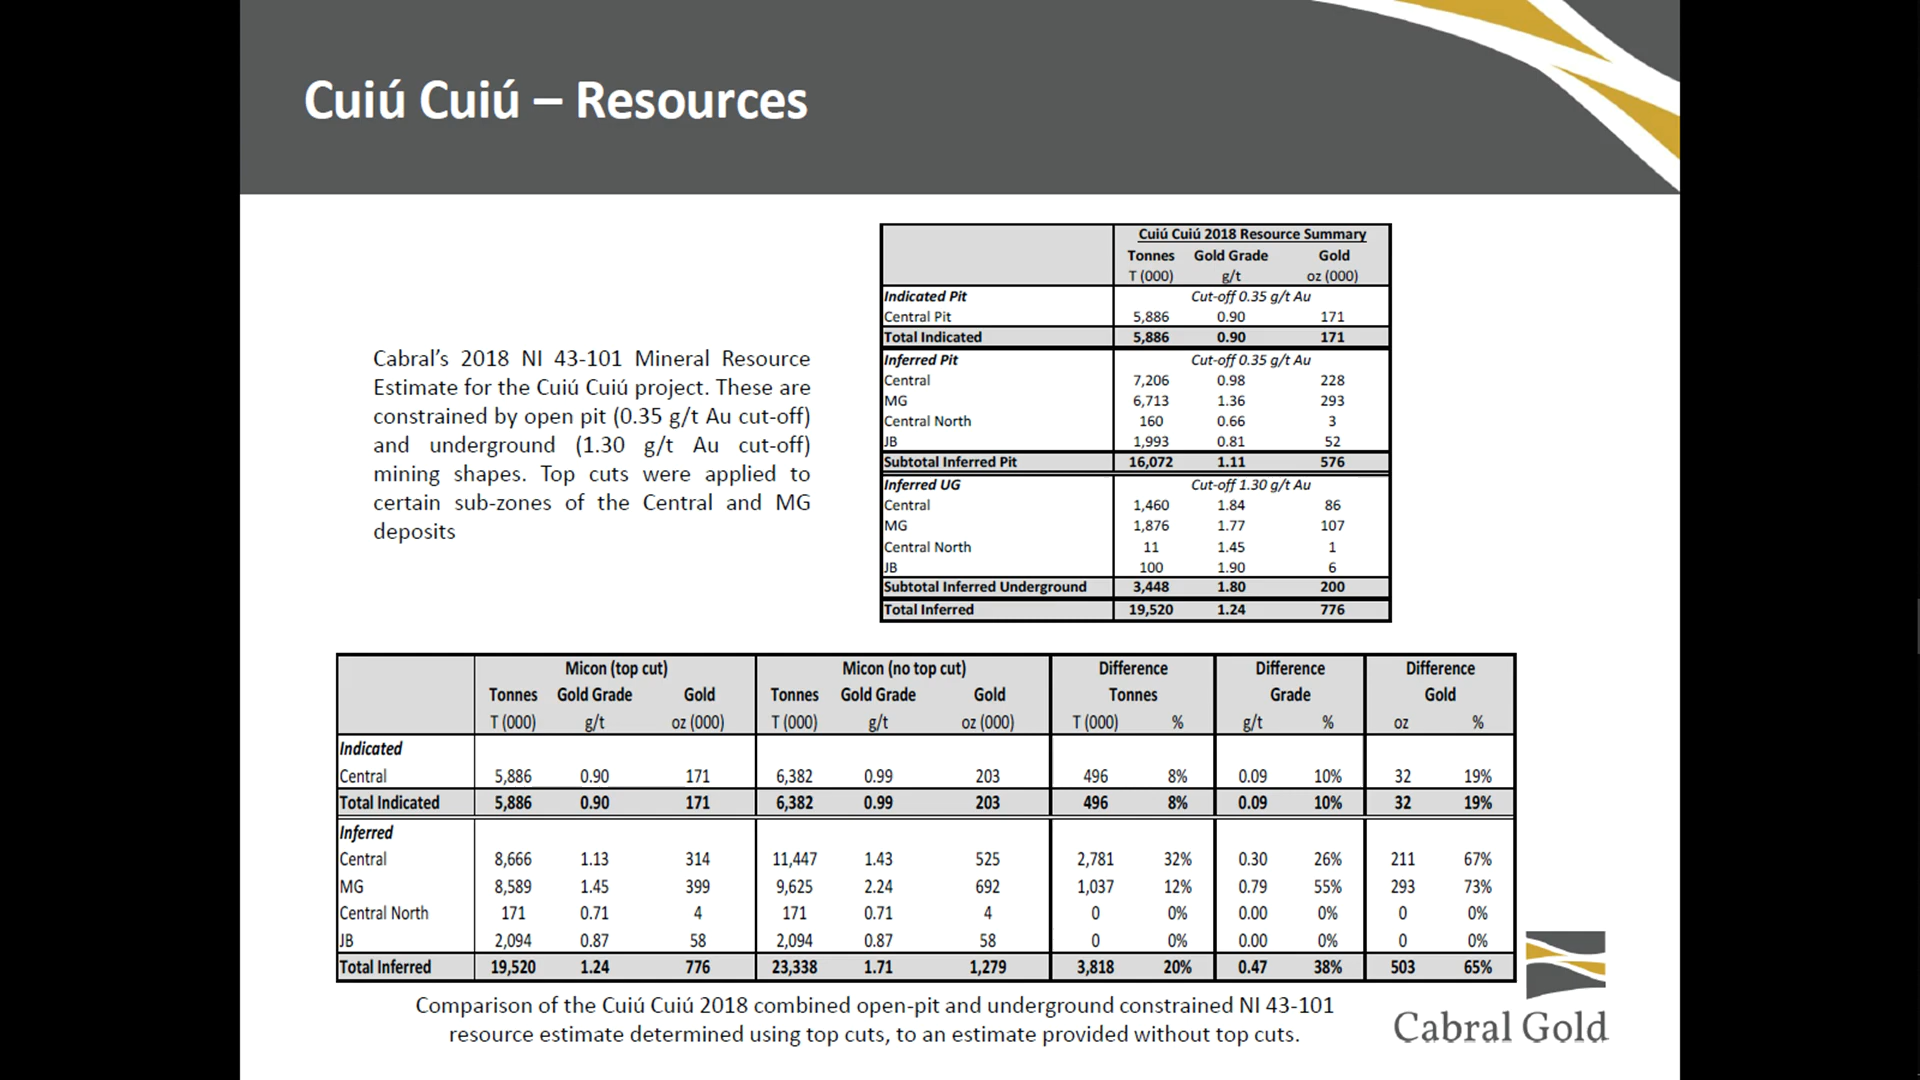 Cuiú Cuiú – Resources
Cabral’s 2018 NI 43-101 Mineral Resource
Estimate for the Cuiú Cuiú project. These are
constrained by open pit (0.35 g/t Au cut-off)
and underground (1.30 g/t Au cut-off)
mining shapes. Top cuts were applied to
certain sub-zones of the Central and MG
deposits
Cuiú Cuiú 2018 Resource Summary
Tonnes Gold Grade Gold
T (000) g/t oz (000)
Indicated Pit Cut-off 0.35 g/t Au
Central Pit 5,886 0.90 171
Total Indicated 5,886 0.90 171
Inferred Pit Cut-off 0.35 g/t Au
Central 7,206 0.98 228
MG 6,713 1.36 293
Central North 160 0.66 3
JB 1,993 0.81 52
Subtotal Inferred Pit 16,072 1.11 576
Inferred UG Cut-off 1.30 g/t Au
Central 1,460 1.84 86
MG 1,876 1.77 107
Central North 11 1.45 1
JB 100 1.90 6
Subtotal Inferred Underground 3,448 1.80 200
Total Inferred 19,520 1.24 776
Micon (top cut) Micon (no top cut) Difference Difference Difference
Tonnes Gold Grade Gold Tonnes Gold Grade Gold Tonnes Grade Gold
T (000) g/t oz (000) T (000) g/t oz (000) T (000) % g/t % oz %
Indicated
Central 5,886 0.90 171 6,382 0.99 203 496 8% 0.09 10% 32 19%
Total Indicated 5,886 0.90 171 6,382 0.99 203 496 8% 0.09 10% 32 19%
Inferred
Central 8,666 1.13 314 11,447 1.43 525 2,781 32% 0.30 26% 211 67%
MG 8,589 1.45 399 9,625 2.24 692 1,037 12% 0.79 55% 293 73%
Central North 171 0.71 4 171 0.71 4 0 0% 0.00 0% 0 0%
JB 2,094 0.87 58 2,094 0.87 58 0 0% 0.00 0% 0 0%
Total Inferred 19,520 1.24 776 23,338 1.71 1,279 3,818 20% 0.47 38% 503 65%
Comparison of the Cuiú Cuiú 2018 combined open-pit and underground constrained NI 43-101
resource estimate determined using top cuts, to an estimate provided without top cuts.
Cabral Gold